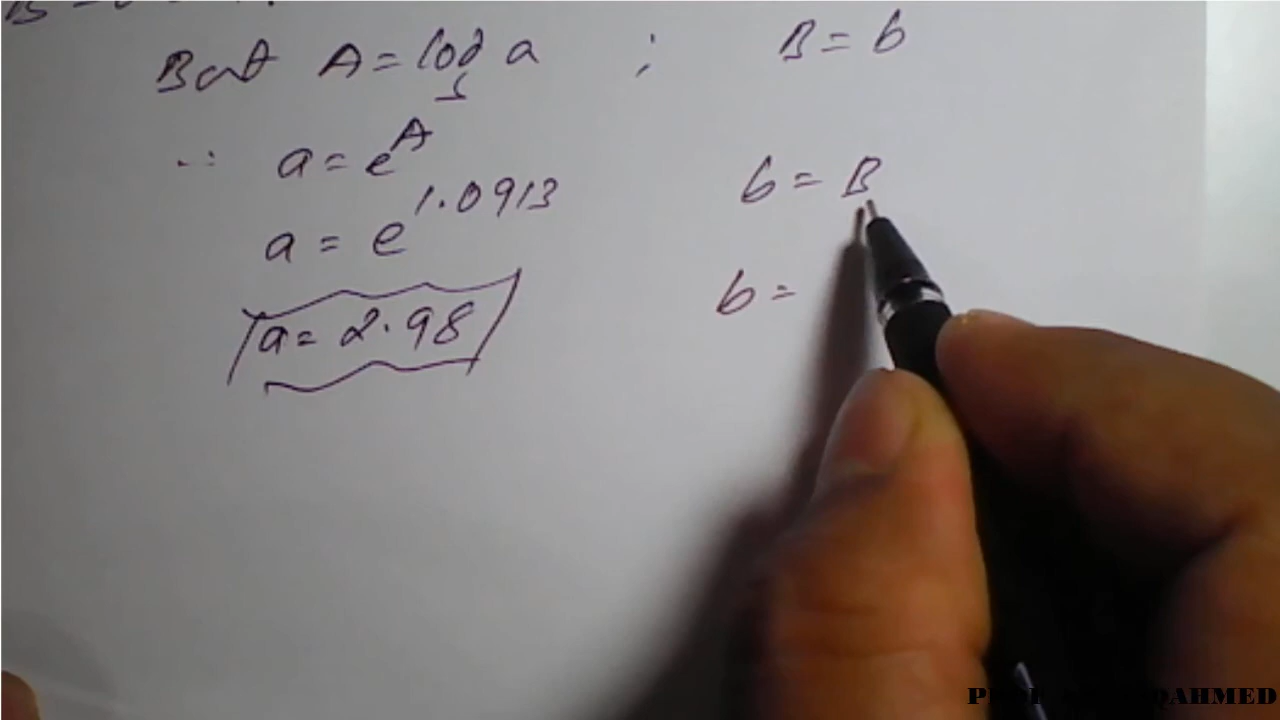 But A = log a ; B = b
∴ a = e^A
b = B
a = e^1.0913
b =
a = 2.98